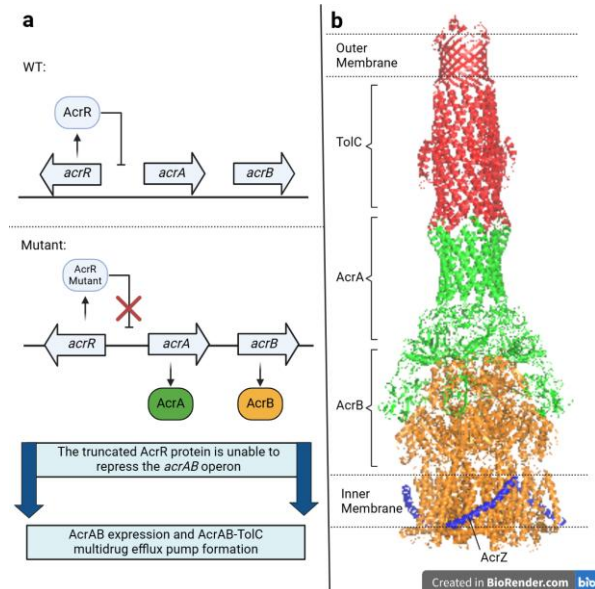 a
WT:
AcrR
acrR
acrA
acrB
Mutant:
AcrR
Mutant
acrR
acrA
acrB
AcrA
AcrB
The truncated AcrR protein is unable to
repress the acrAB operon
AcrAB expression and AcrAB-TolC
multidrug efflux pump formation
b
Outer
Membrane
TolC
AcrA
AcrB
Inner
Membrane
AcrZ
Created in BioRender.com bio